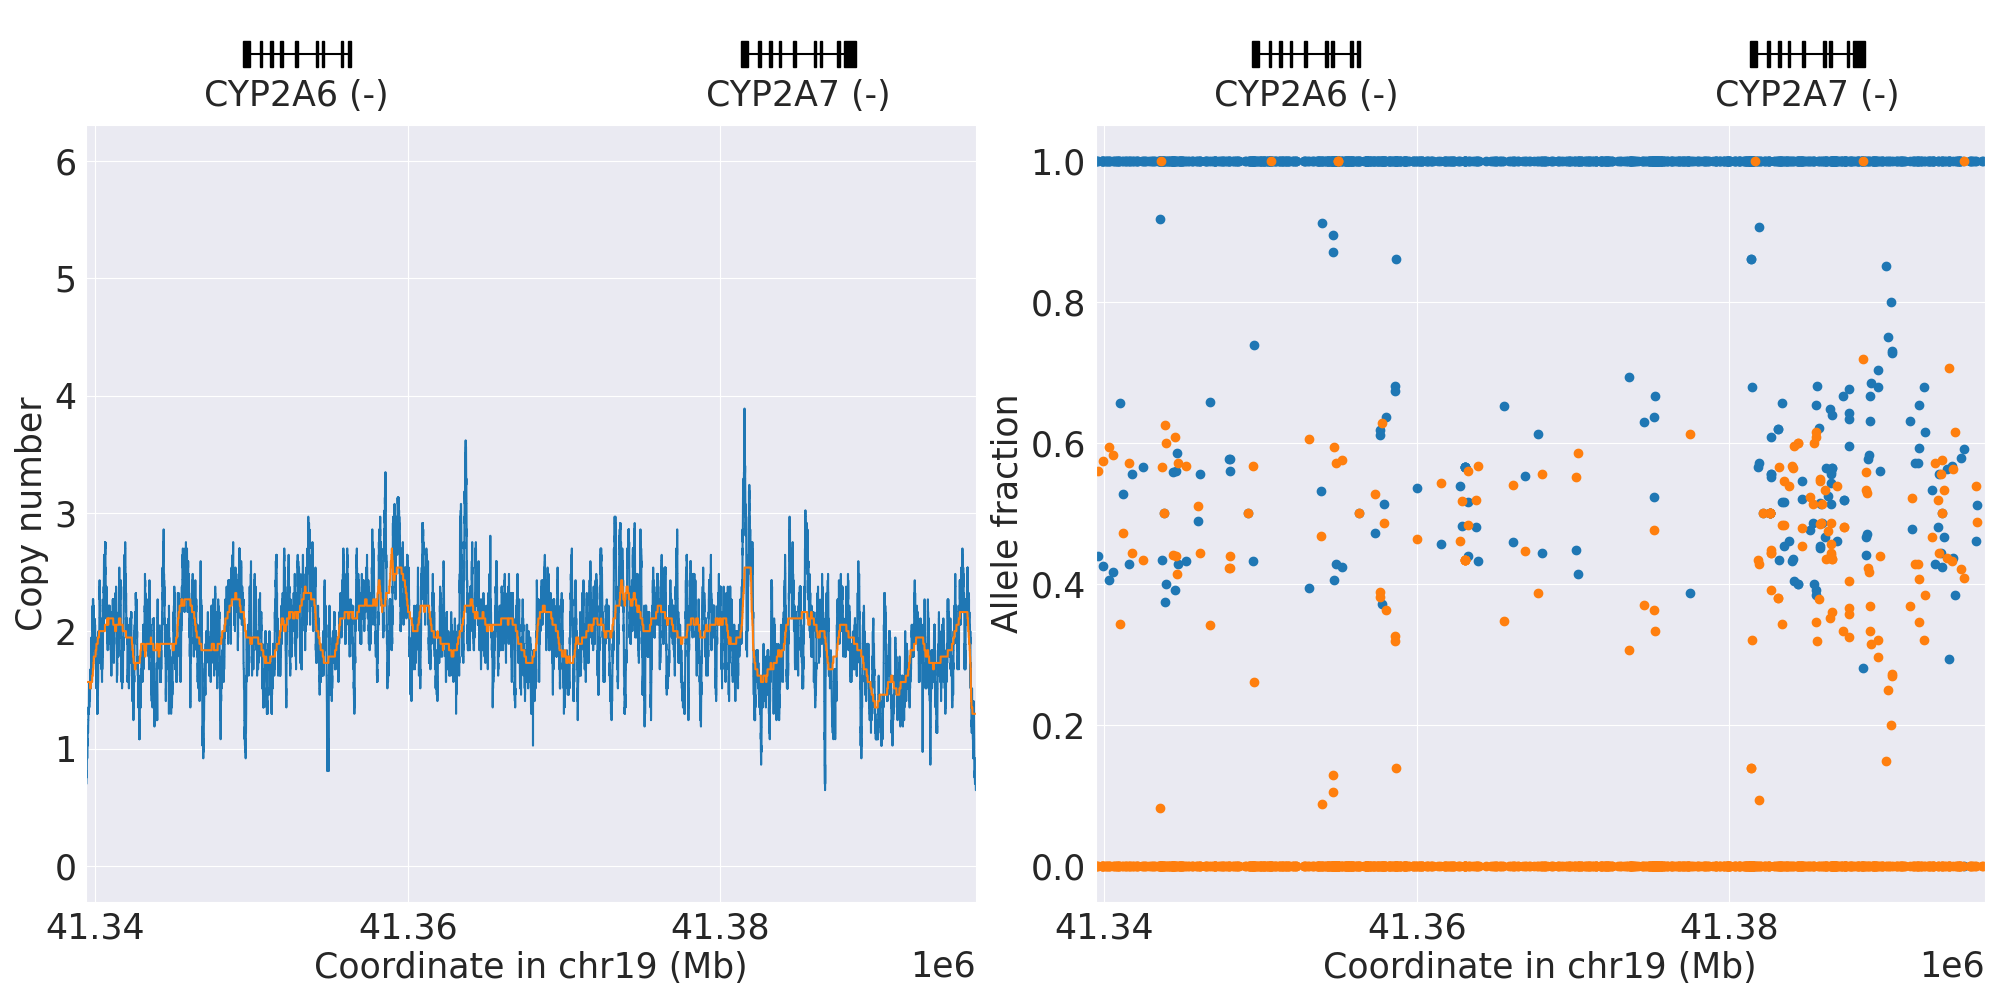 CYP2A6 (-)
CYP2A7 (-)
6
5
4
3
2
1
0
Copy number
41.34
41.36
41.38
Coordinate in chr19 (Mb)
1e6
CYP2A6 (-)
CYP2A7 (-)
1.0
0.8
0.6
0.4
0.2
0.0
Allele fraction
41.34
41.36
41.38
Coordinate in chr19 (Mb)
1e6